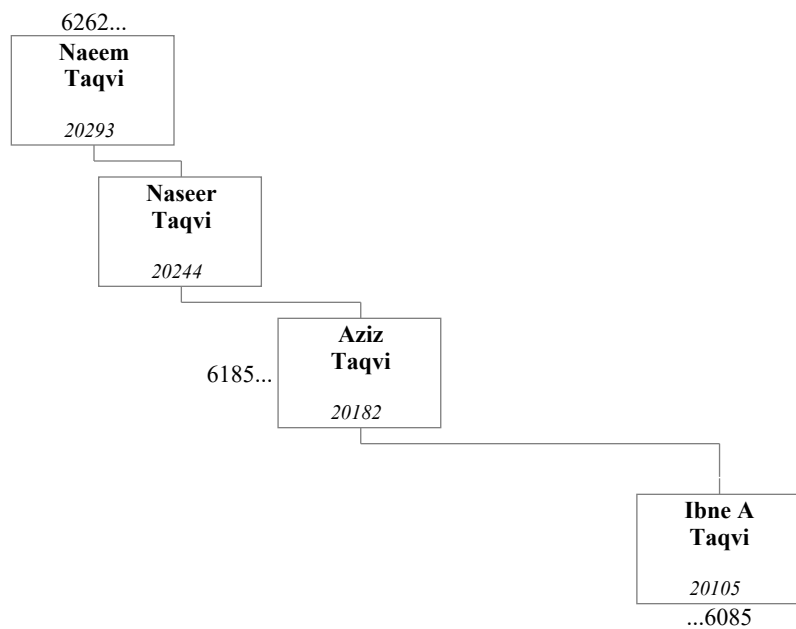 6262...
Naeem
Taqvi
20293
Naseer
Taqvi
20244
Aziz
Taqvi
6185...
20182
Ibne A
Taqvi
20105
...6085